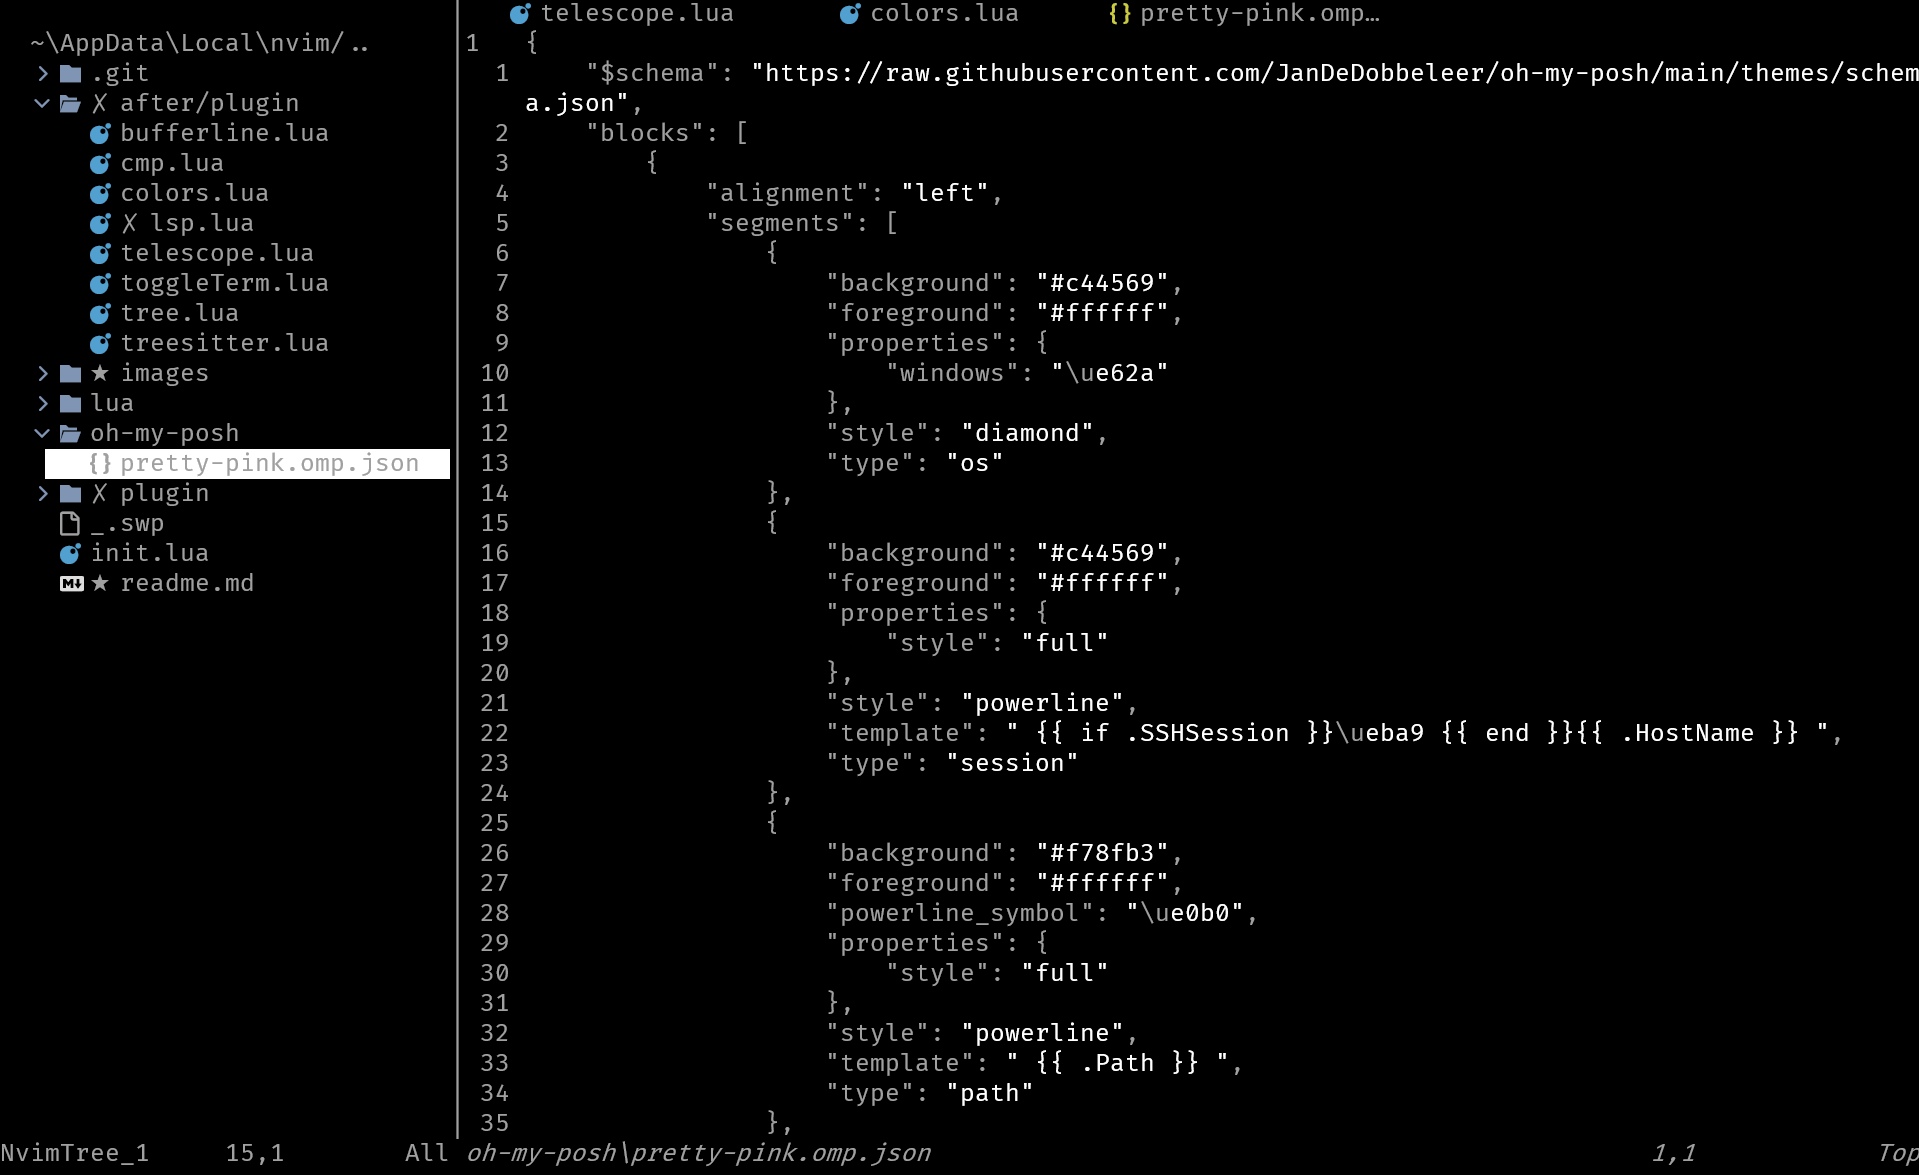 telescope.lua colors.lua {} pretty-pink.omp…
~\AppData\Local\nvim/..
.git
✗ after/plugin
bufferline.lua
cmp.lua
colors.lua
✗ lsp.lua
telescope.lua
toggleTerm.lua
tree.lua
treesitter.lua
★ images
lua
oh-my-posh
{} pretty-pink.omp.json
✗ plugin
_.swp
init.lua
M↓ ★ readme.md
1 {
1 "$schema": "https://raw.githubusercontent.com/JanDeDobbeleer/oh-my-posh/main/themes/schem
a.json",
2 "blocks": [
3 {
4 "alignment": "left",
5 "segments": [
6 {
7 "background": "#c44569",
8 "foreground": "#ffffff",
9 "properties": {
10 "windows": "\ue62a"
11 },
12 "style": "diamond",
13 "type": "os"
14 },
15 {
16 "background": "#c44569",
17 "foreground": "#ffffff",
18 "properties": {
19 "style": "full"
20 },
21 "style": "powerline",
22 "template": " {{ if .SSHSession }}\ueba9 {{ end }}{{ .HostName }} ",
23 "type": "session"
24 },
25 {
26 "background": "#f78fb3",
27 "foreground": "#ffffff",
28 "powerline_symbol": "\ue0b0",
29 "properties": {
30 "style": "full"
31 },
32 "style": "powerline",
33 "template": " {{ .Path }} ",
34 "type": "path"
35 },
NvimTree_1 15,1 All oh-my-posh\pretty-pink.omp.json 1,1 Top